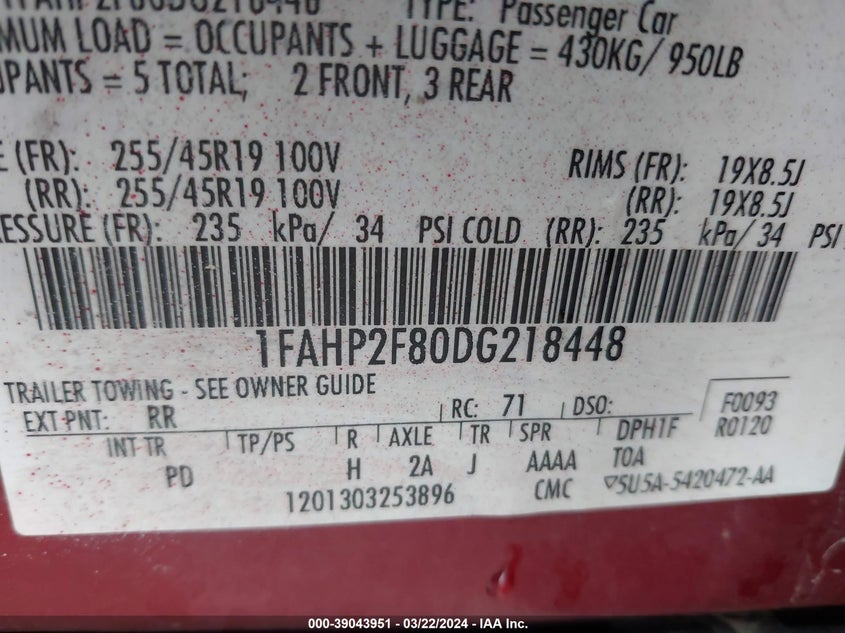 TYPE: Passenger Car
MUM LOAD = OCCUPANTS + LUGGAGE = 430KG/ 950LB
UPANTS = 5 TOTAL; 2 FRONT, 3 REAR
E (FR): 255/45R19 100V RIMS (FR): 19X8.5J
(RR): 255/45R19 100V (RR): 19X8.5J
RESSURE (FR): 235 kPa/ 34 PSI COLD (RR): 235 kPa/ 34 PSI
1FAHP2F80DG218448
TRAILER TOWING - SEE OWNER GUIDE
EXT PNT: RR RC: 71 DSO: F0093
INT TR TP/PS R AXLE TR SPR DPH1F R0120
PD H 2A J AAAA TOA
1201303253896 CMC ▽5U5A-5420472-AA
000-39043951 - 03/22/2024 - IAA Inc.